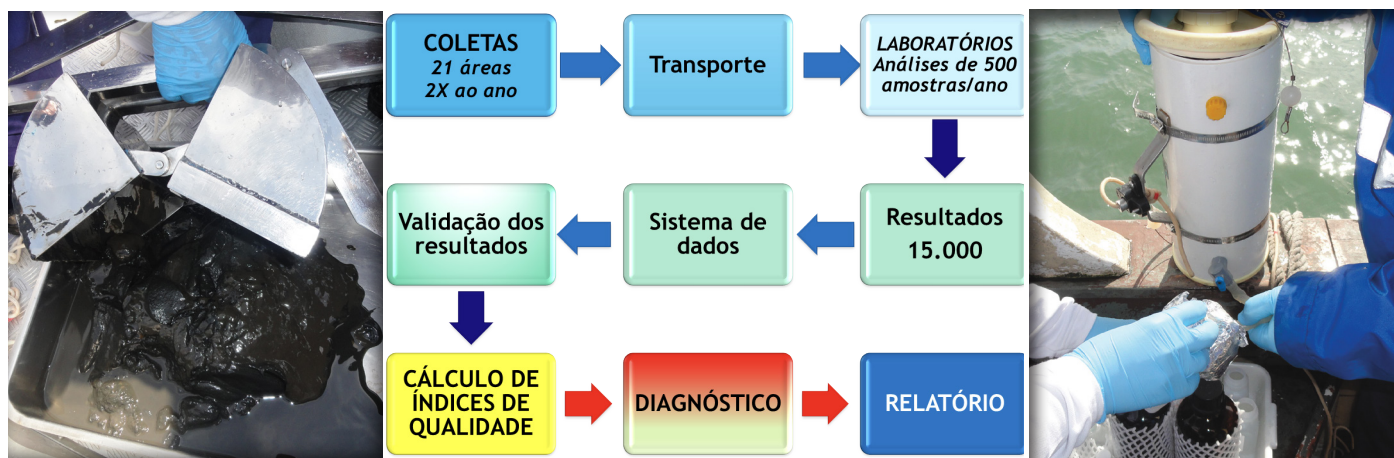 COLETAS
21 áreas
2X ao ano
Transporte
LABORATÓRIOS
Análises de 500
amostras/ano
Resultados
15.000
Sistema de
dados
Validação dos
resultados
CÁLCULO DE
ÍNDICES DE
QUALIDADE
DIAGNÓSTICO
RELATÓRIO